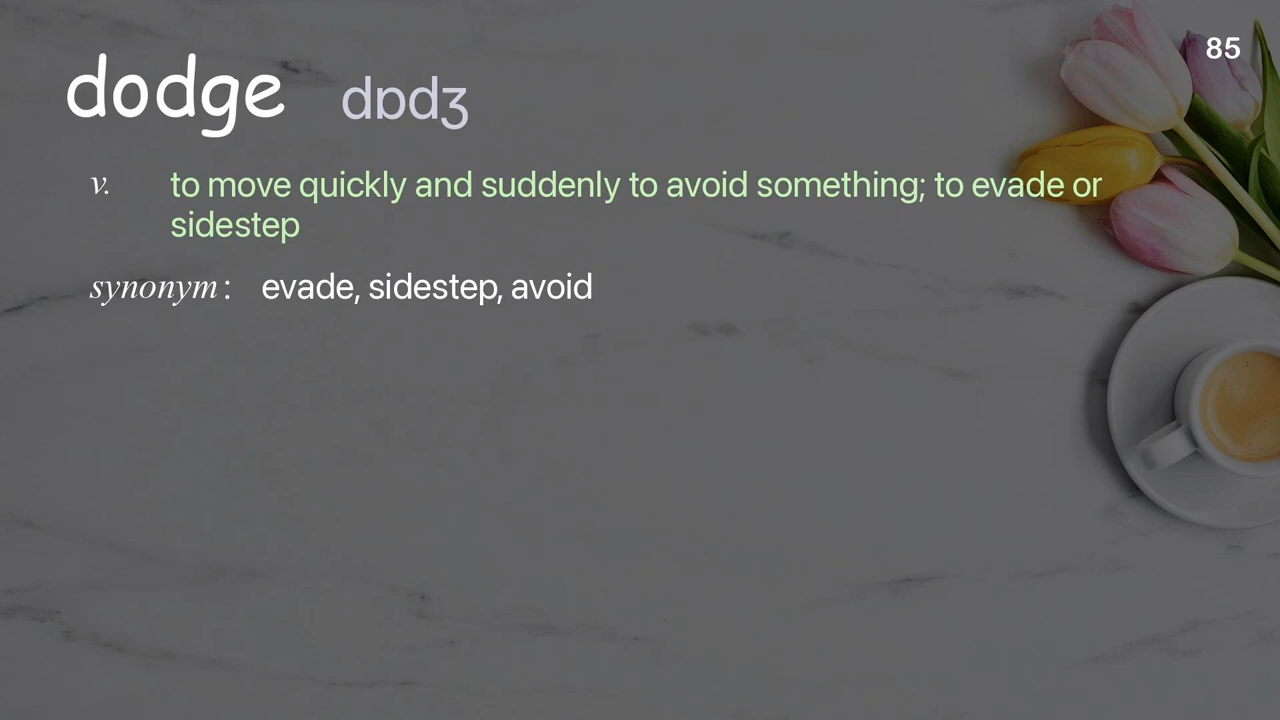 85
dodge dɒdʒ
v. to move quickly and suddenly to avoid something; to evade or
sidestep
synonym: evade, sidestep, avoid